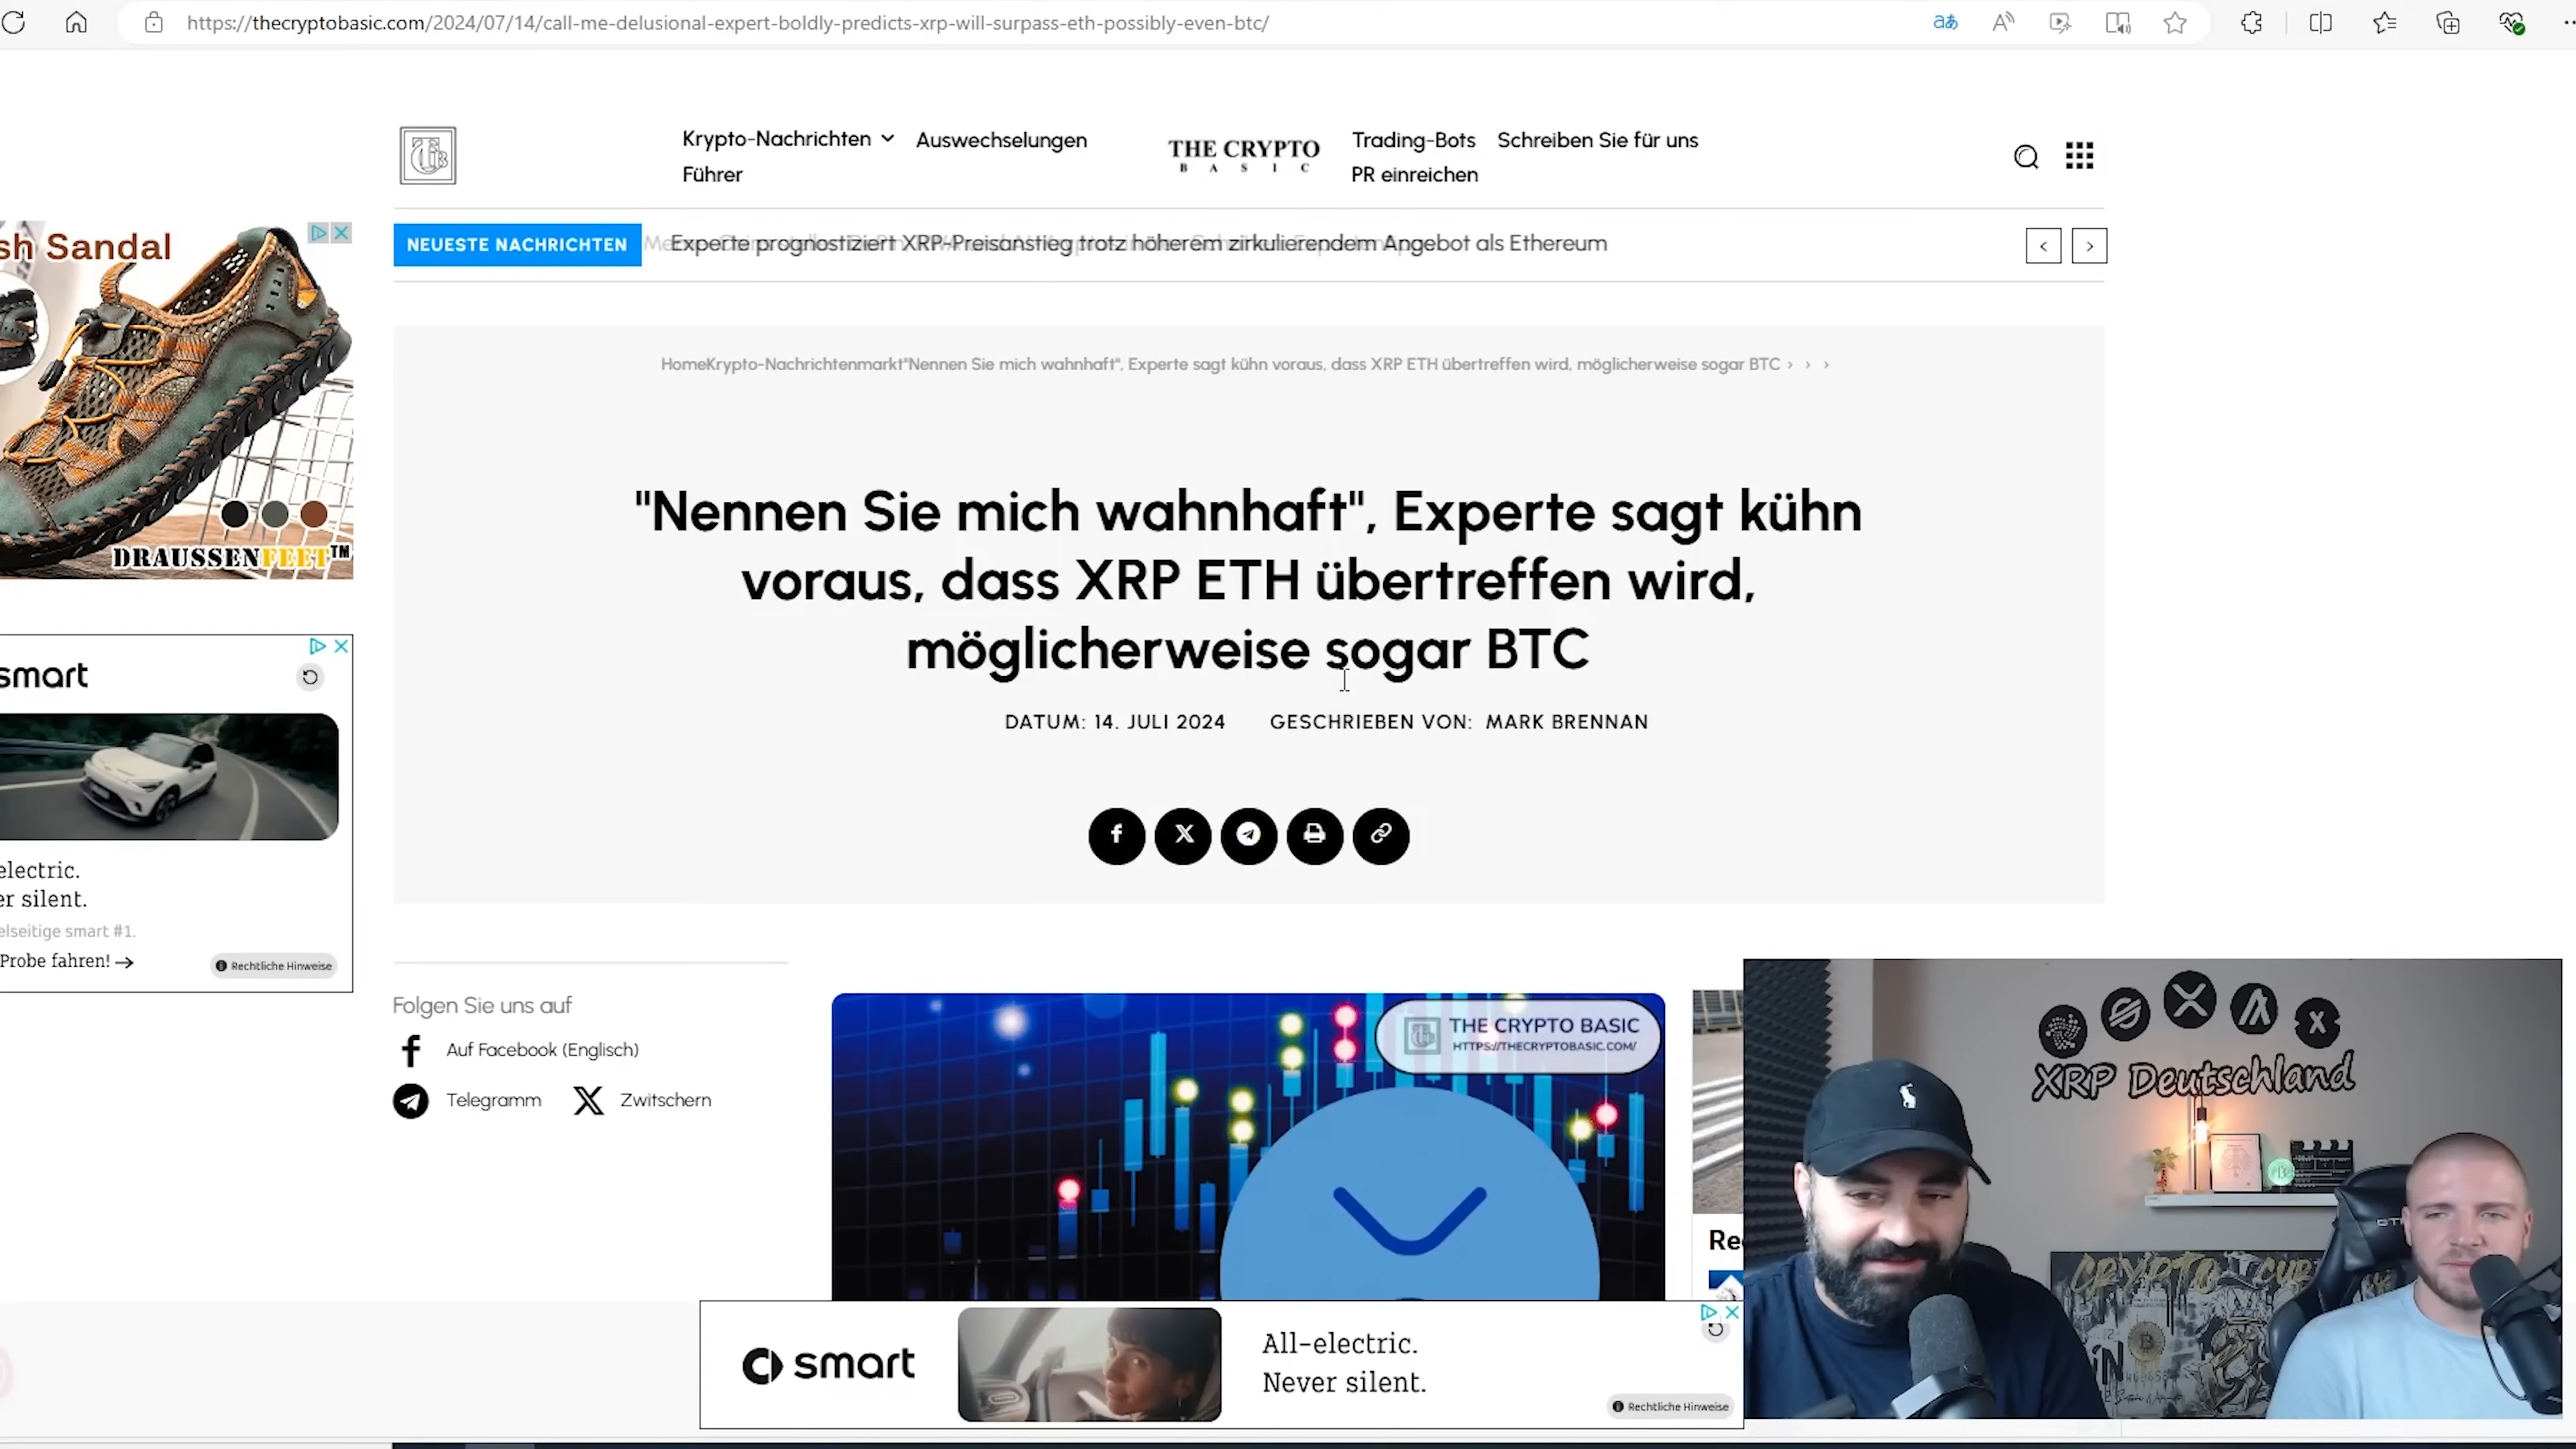 https://thecryptobasic.com/2024/07/14/call-me-delusional-expert-boldly-predicts-xrp-will-surpass-eth-possibly-even-btc/
Krypto-Nachrichten
Auswechselungen
Führer
THE CRYPTO
BASIC
Trading-Bots
Schreiben Sie für uns
PR einreichen
NEUESTE NACHRICHTEN
Experte prognostiziert XRP-Preisanstieg trotz höherem zirkulierendem Angebot als Ethereum
HomeKrypto-Nachrichtenmarkt"Nennen Sie mich wahnhaft", Experte sagt kühn voraus, dass XRP ETH übertreffen wird, möglicherweise sogar BTC › › ›
"Nennen Sie mich wahnhaft", Experte sagt kühn
voraus, dass XRP ETH übertreffen wird,
möglicherweise sogar BTC
DATUM: 14. JULI 2024
GESCHRIEBEN VON: MARK BRENNAN
sh Sandal
DRAUSSENFEET™
smart
electric.
er silent.
elseitige smart #1.
Probe fahren! →
Rechtliche Hinweise
Folgen Sie uns auf
Auf Facebook (Englisch)
Telegramm
Zwitschern
THE CRYPTO BASIC
HTTPS://THECRYPTOBASIC.COM/
Re
smart
All-electric.
Never silent.
Rechtliche Hinweise
XRP Deutschland
CRYPTO